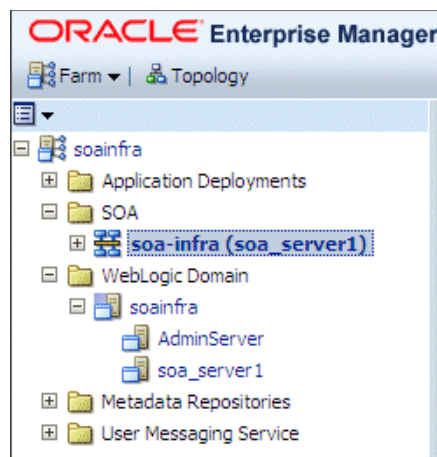 ORACLE Enterprise Manager
Farm | Topology
soainfra
Application Deployments
SOA
soa-infra (soa_server1)
WebLogic Domain
soainfra
AdminServer
soa_server1
Metadata Repositories
User Messaging Service